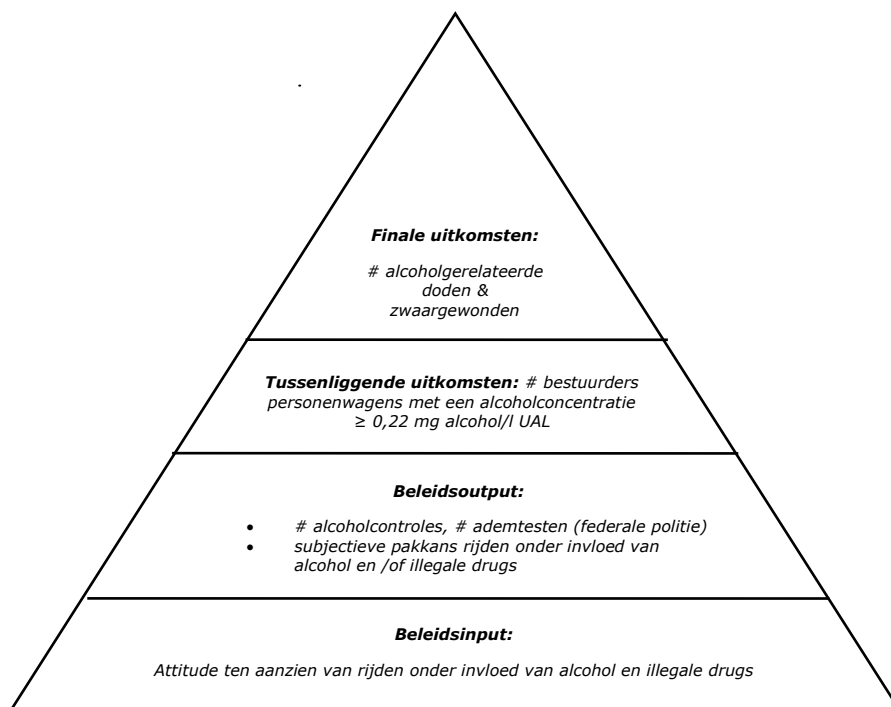 Finale uitkomsten:
# alcoholgerelateerde
doden &
zwaargewonden
Tussenliggende uitkomsten: # bestuurders
personenwagens met een alcoholconcentratie
≥ 0,22 mg alcohol/l UAL
Beleidsoutput:
• # alcoholcontroles, # ademtesten (federale politie)
• subjectieve pakkans rijden onder invloed van
alcohol en /of illegale drugs
Beleidsinput:
Attitude ten aanzien van rijden onder invloed van alcohol en illegale drugs